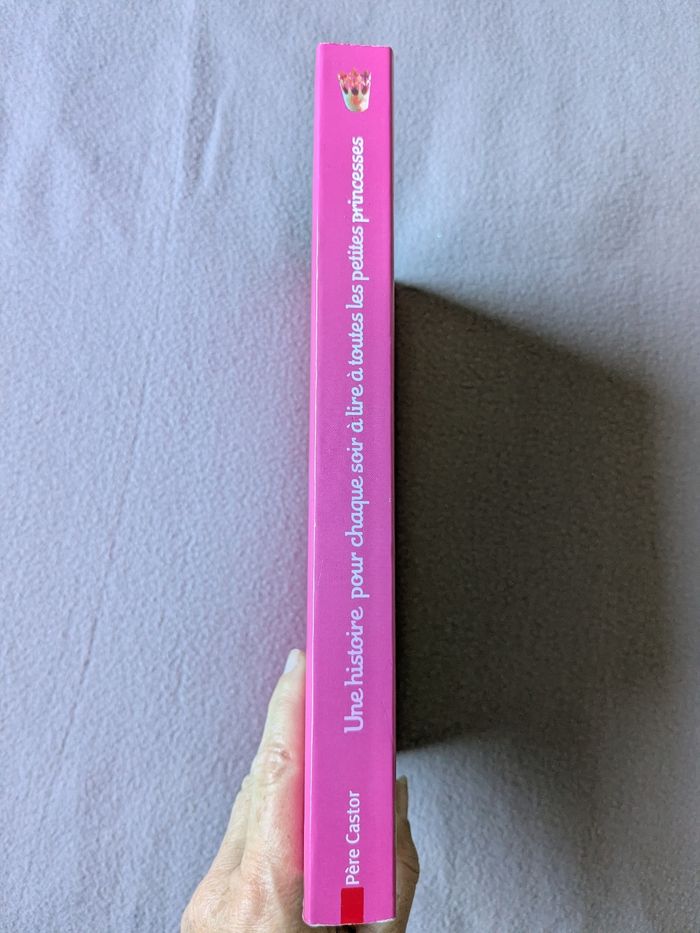 Père Castor
Une histoire pour chaque soir à lire à toutes les petites princesses